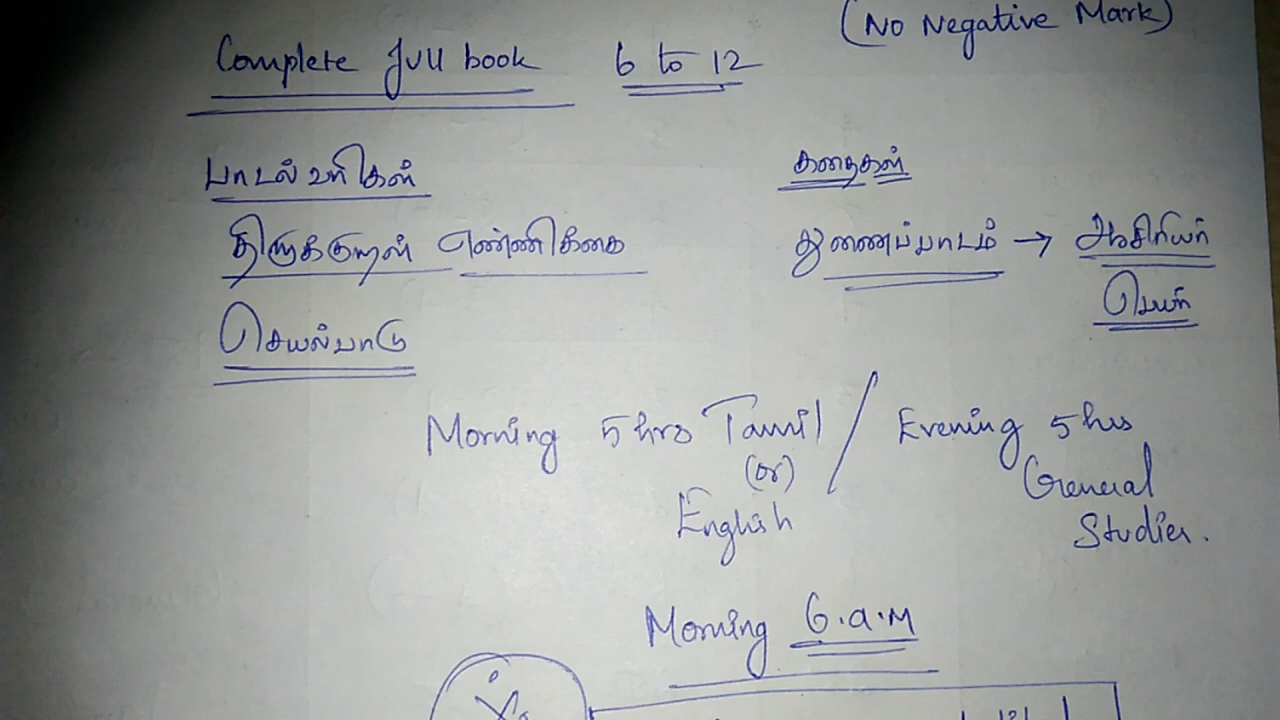 (No Negative Mark)
Complete full book 6 to 12
பாடல் வரிகள் கதைகள்
திருக்குறள் எண்ணிக்கை துணைப்பாடம் → ஆசிரியர்
பெயர்
செயல்பாடு
Morning 5 hrs Tamil / Evening 5 hrs
(or) General
English Studies.
Morning 6.a.m